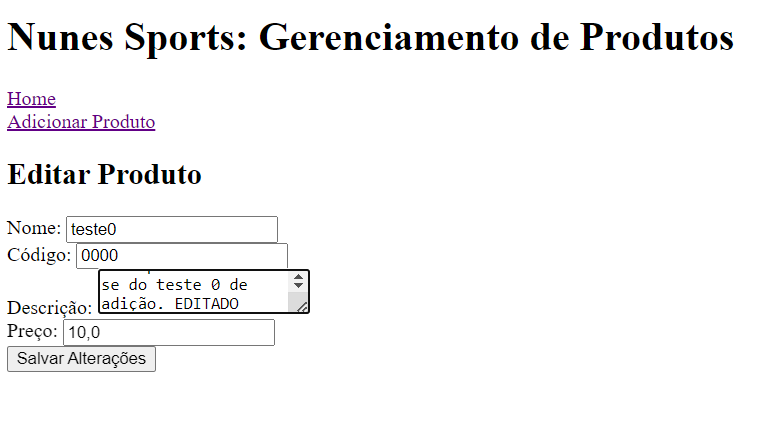 Nunes Sports: Gerenciamento de Produtos
Home
Adicionar Produto
Editar Produto
Nome: teste0
Código: 0000
Descrição: se do teste 0 de
adição. EDITADO
Preço: 10,0
Salvar Alterações